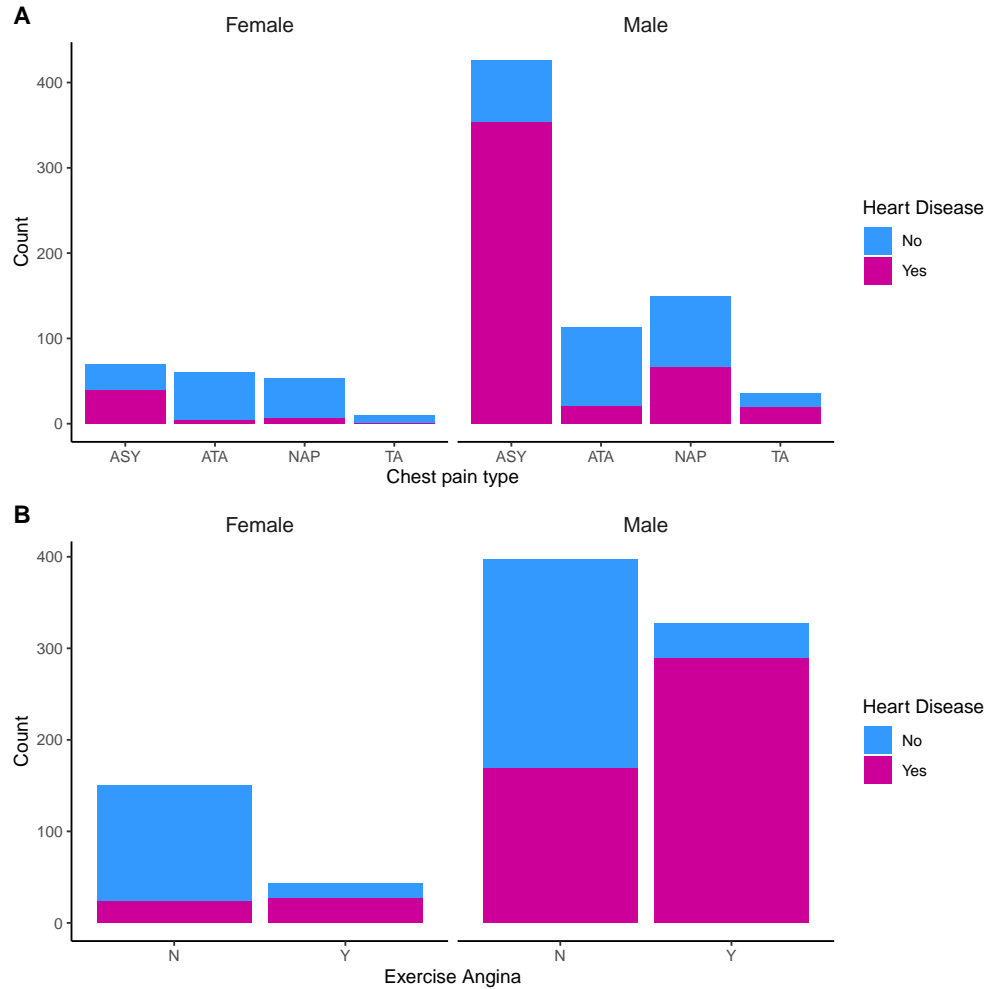 A
Female Male
400
300
200
100
0
Count
ASY ATA NAP TA ASY ATA NAP TA
Chest pain type
Heart Disease
No
Yes
B
Female Male
400
300
200
100
0
Count
N Y N Y
Exercise Angina
Heart Disease
No
Yes